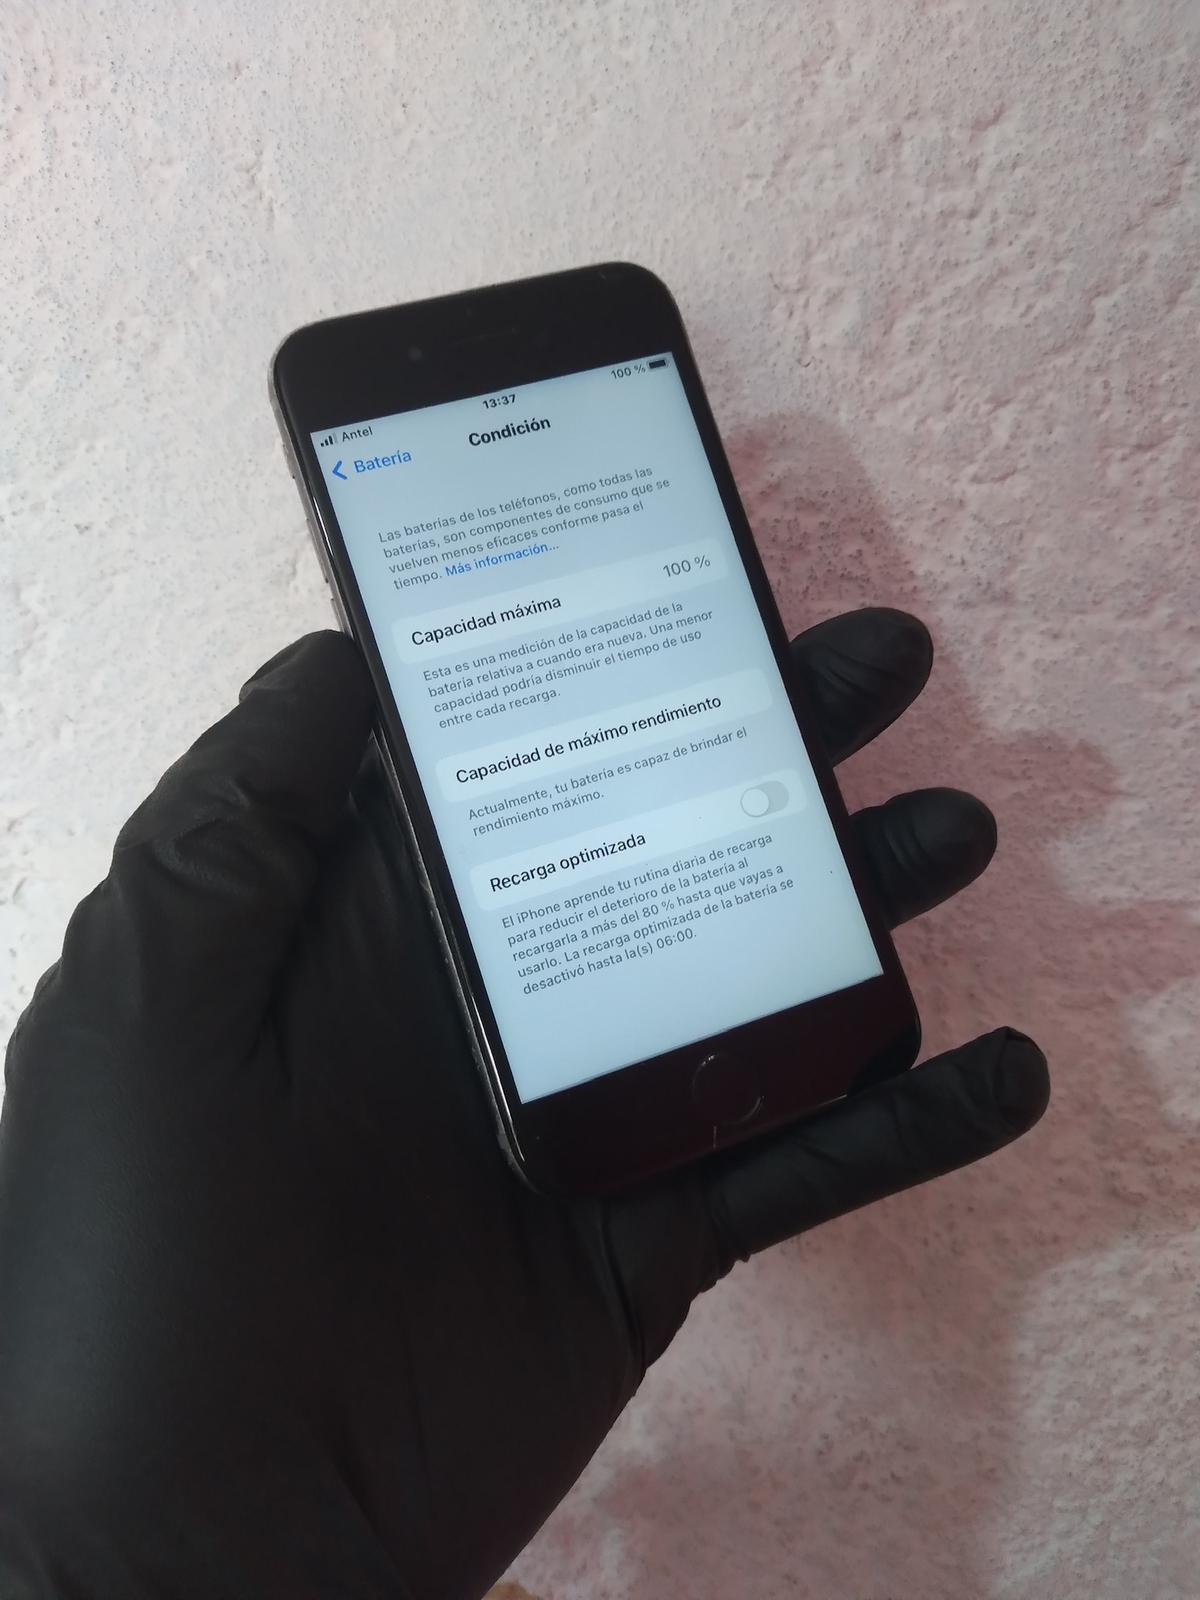 Antel
13:37
100 %
Batería
Condición
Las baterías de los teléfonos, como todas las
baterías, son componentes de consumo que se
vuelven menos eficaces conforme pasa el
tiempo. Más información...
Capacidad máxima 100 %
Esta es una medición de la capacidad de la
batería relativa a cuando era nueva. Una menor
capacidad podría disminuir el tiempo de uso
entre cada recarga.
Capacidad de máximo rendimiento
Actualmente, tu batería es capaz de brindar el
rendimiento máximo.
Recarga optimizada
El iPhone aprende tu rutina diaria de recarga
para reducir el deterioro de la batería al
recargarla a más del 80 % hasta que vayas a
usarlo. La recarga optimizada de la batería se
desactivó hasta la(s) 06:00.